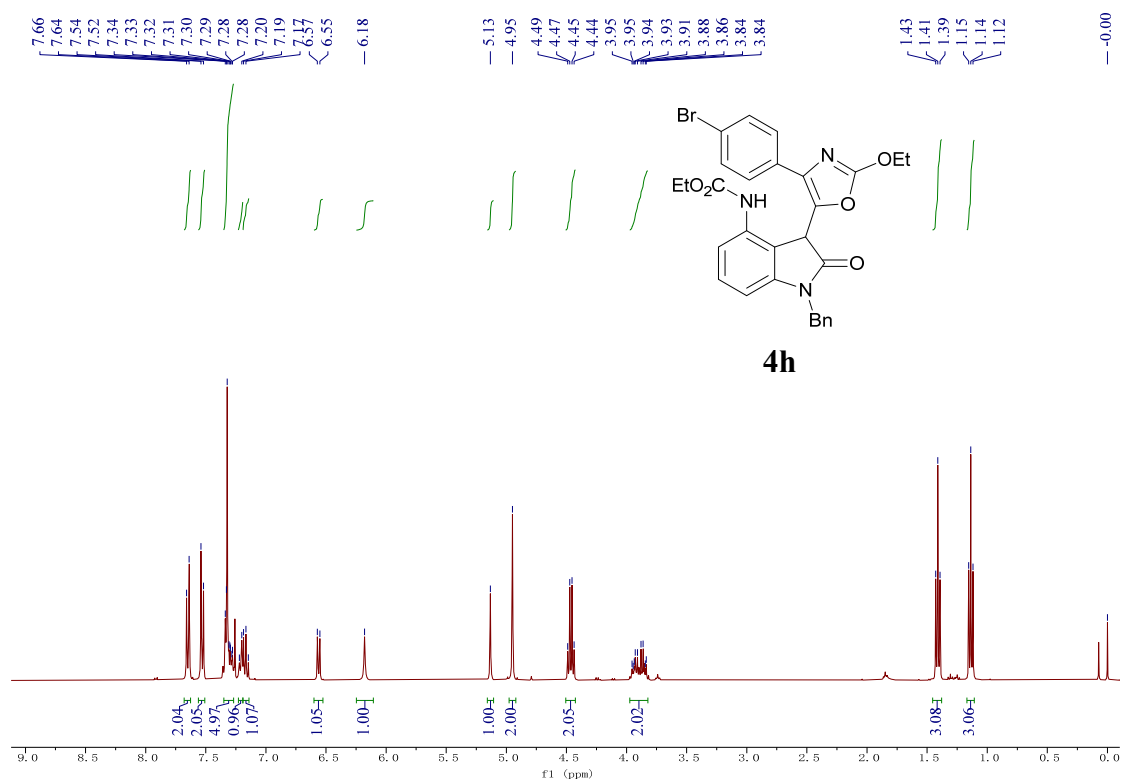 7.66 7.64 7.54 7.52 7.34 7.33 7.32 7.31 7.30 7.29 7.28 7.28 7.20 7.19 7.17 6.57 6.55 6.18 5.13 4.95 4.49 4.47 4.45 4.44 3.95 3.95 3.94 3.93 3.91 3.88 3.86 3.84 3.84 1.43 1.41 1.39 1.15 1.14 1.12 -0.00
Br
N
OEt
EtO2C
NH
O
O
N
Bn
4h
2.04 2.05 4.97 0.96 1.07 1.05 1.00 1.00 2.00 2.05 2.02 3.08 3.06
9.0 8.5 8.0 7.5 7.0 6.5 6.0 5.5 5.0 4.5 4.0 3.5 3.0 2.5 2.0 1.5 1.0 0.5 0.0
f1 (ppm)